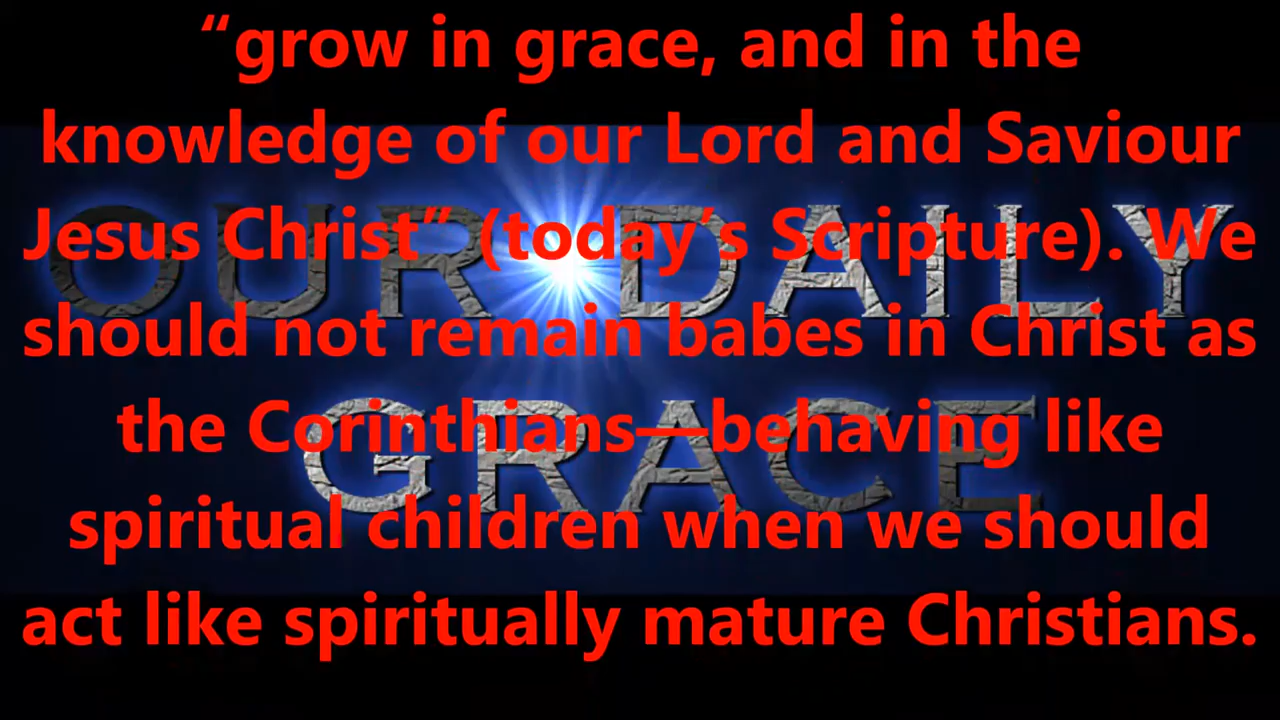 “grow in grace, and in the
knowledge of our Lord and Saviour
OUR DAILY
Jesus Christ” (today’s Scripture). We
should not remain babes in Christ as
GRACE
the Corinthians—behaving like
spiritual children when we should
act like spiritually mature Christians.